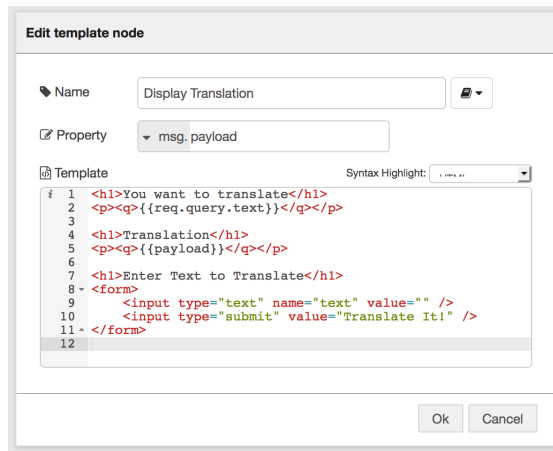 Edit template node
Name
Display Translation
Property
msg. payload
Template
Syntax Highlight:
i 1 <h1>You want to translate</h1>
2 <p><q>{{req.query.text}}</q></p>
3
4 <h1>Translation</h1>
5 <p><q>{{payload}}</q></p>
6
7 <h1>Enter Text to Translate</h1>
8 <form>
9 <input type="text" name="text" value="" />
10 <input type="submit" value="Translate It!" />
11 </form>
12
Ok Cancel